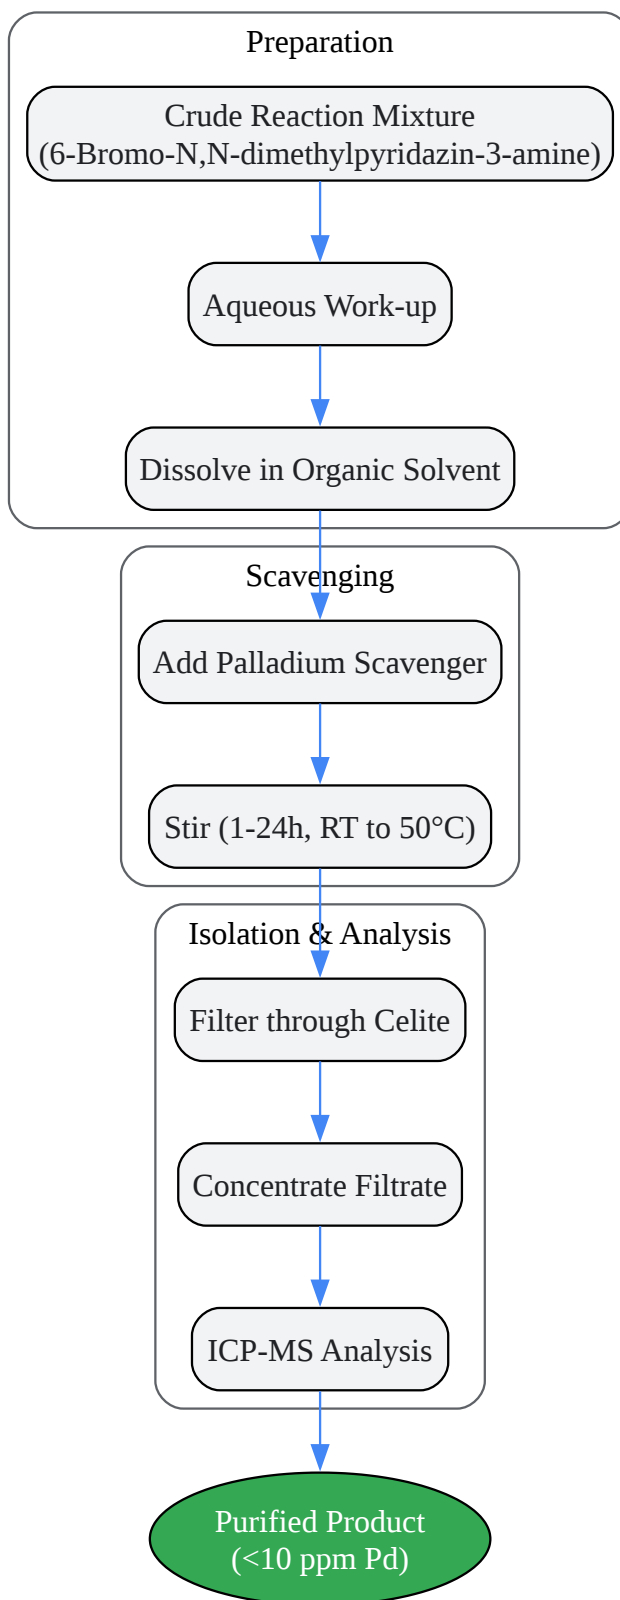 Preparation
Crude Reaction Mixture
(6-Bromo-N,N-dimethylpyridazin-3-amine)
Aqueous Work-up
Dissolve in Organic Solvent
Scavenging
Add Palladium Scavenger
Stir (1-24h, RT to 50°C)
Isolation & Analysis
Filter through Celite
Concentrate Filtrate
ICP-MS Analysis
Purified Product
(<10 ppm Pd)